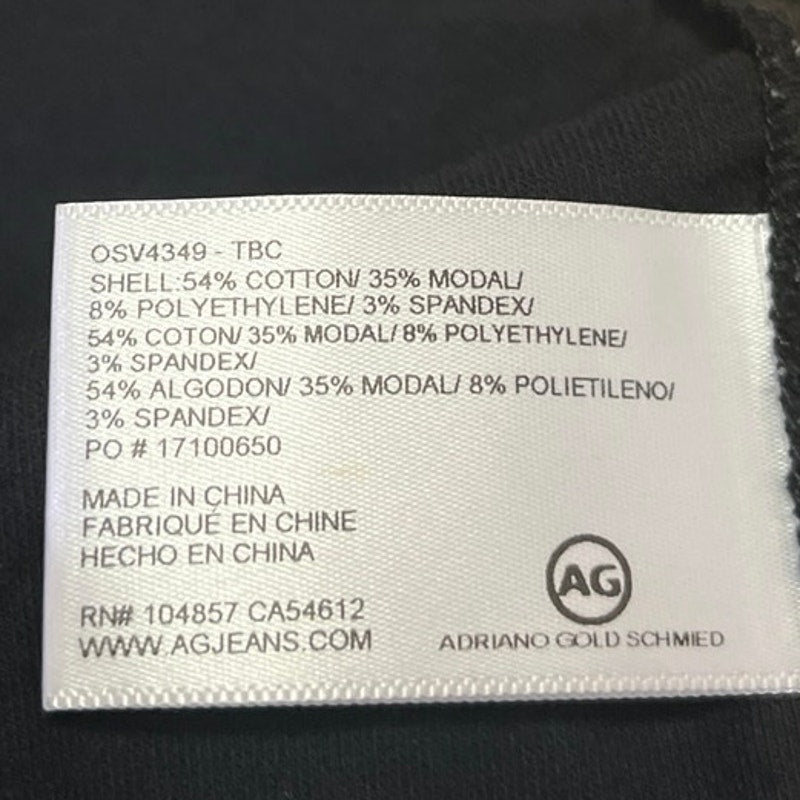 OSV4349 - TBC
SHELL:54% COTTON/ 35% MODAL/
8% POLYETHYLENE/ 3% SPANDEX/
54% COTON/ 35% MODAL/ 8% POLYETHYLENE/
3% SPANDEX/
54% ALGODON/ 35% MODAL/ 8% POLIETILENO/
3% SPANDEX/
PO # 17100650
MADE IN CHINA
FABRIQUÉ EN CHINE
HECHO EN CHINA
RN# 104857 CA54612
WWW.AGJEANS.COM
AG
ADRIANO GOLD SCHMIED